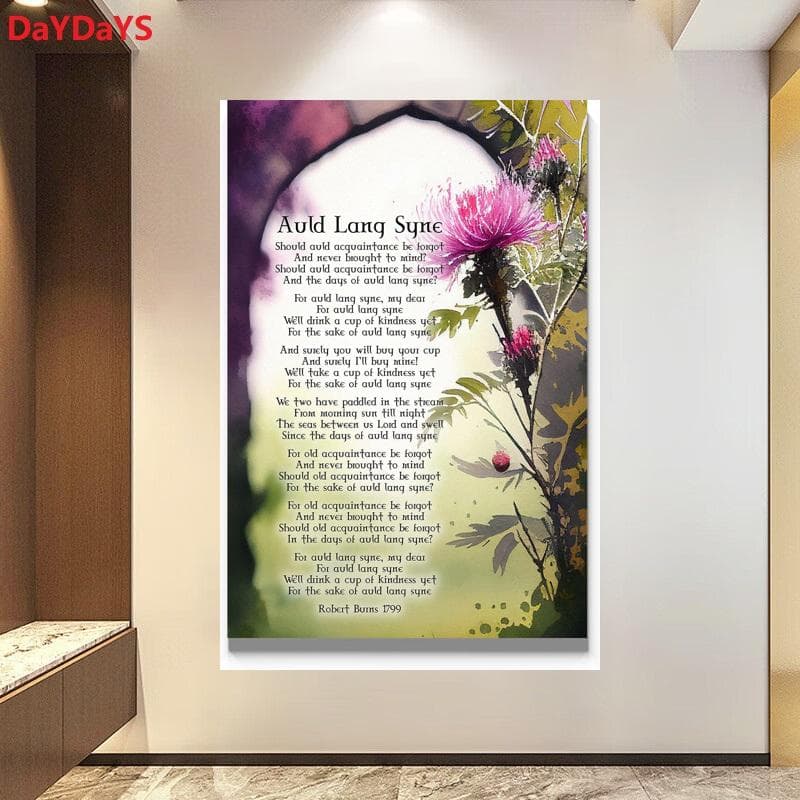 DaYDaYS
Auld Lang Syne
Should auld acquaintance be forgot
And never brought to mind?
Should auld acquaintance be forgot
And the days of auld lang syne?
For auld lang syne, my dear
For auld lang syne
We'll drink a cup of kindness yet
For the sake of auld lang syne
And surely you will buy your cup
And surely I'll buy mine!
We'll take a cup of kindness yet
For the sake of auld lang syne
We two have paddled in the stream
From morning sun till night
The seas between us Lord and swell
Since the days of auld lang syne
For old acquaintance be forgot
And never brought to mind
Should old acquaintance be forgot
For the sake of auld lang syne?
For old acquaintance be forgot
And never brought to mind
Should old acquaintance be forgot
In the days of auld lang syne?
For auld lang syne, my dear
For auld lang syne
We'll drink a cup of kindness yet
For the sake of auld lang syne
Robert Burns 1799